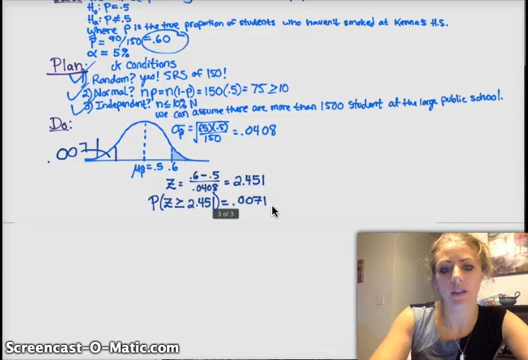 H₀: P=.5
Hₐ: P≠.5
where P is the true proportion of students who haven't smoked at Kenna's H.S.
p̂ = 90/150 = .60
α = 5%
Plan: ck Conditions
✓ 1) Random? yes! SRS of 150!
✓ 2) Normal? np = n(1-p) = 150(.5) = 75 ≥ 10
✓ 3) Independent? n ≤ 10% N
we can assume there are more than 1500 student at the large public school.
Do:
σp̂ = √(.5)(.5)/150 = .0408
.0071
μp̂ = .5 .6
z = .6 - .5/.0408 = 2.451
P(z ≥ 2.451) = .0071
3 of 3
Screencast-O-Matic.com